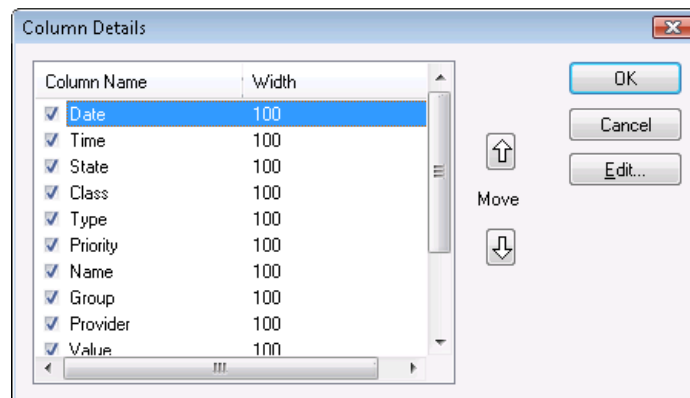 Column Details
Column Name Width
Date 100
Time 100
State 100
Class 100
Type 100
Priority 100
Name 100
Group 100
Provider 100
Value 100
OK
Cancel
Edit...
Move